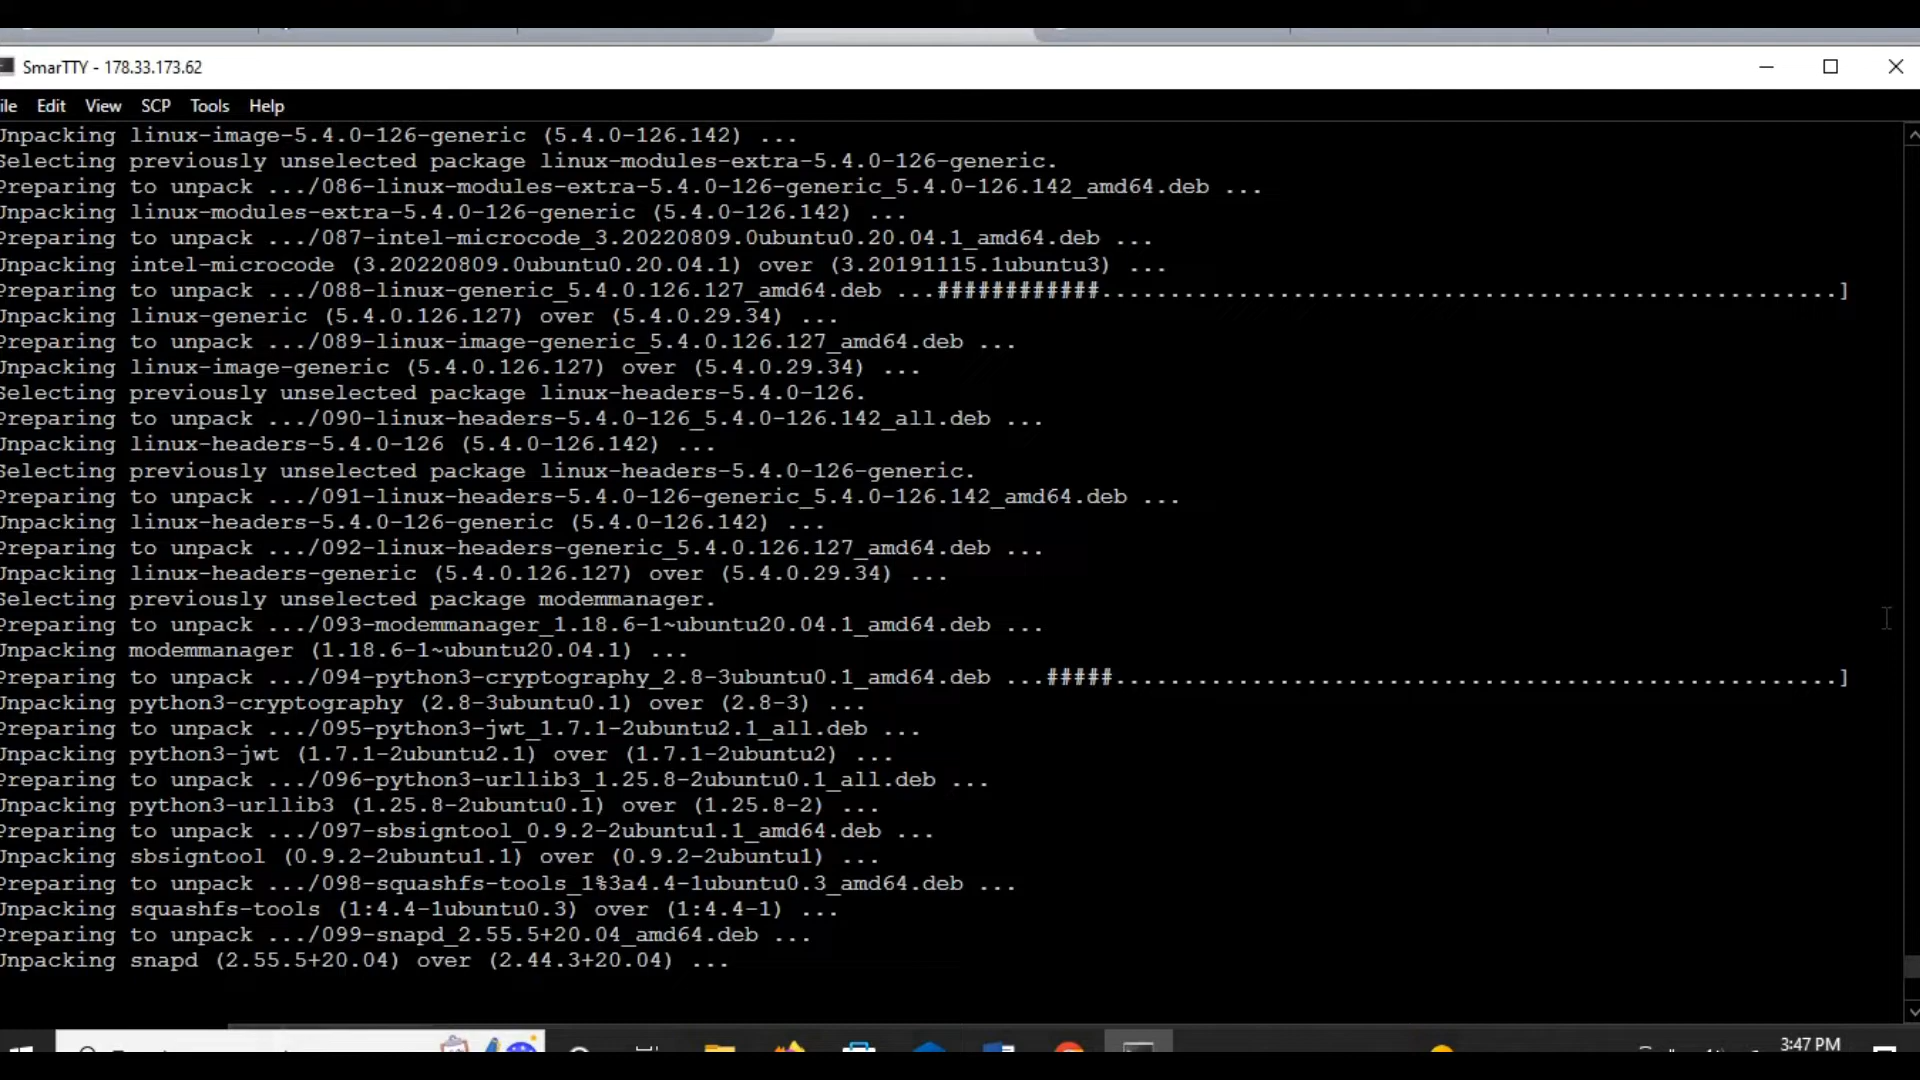 SmarTTY - 178.33.173.62
ile Edit View SCP Tools Help
Unpacking linux-image-5.4.0-126-generic (5.4.0-126.142) ...
Selecting previously unselected package linux-modules-extra-5.4.0-126-generic.
Preparing to unpack .../086-linux-modules-extra-5.4.0-126-generic_5.4.0-126.142_amd64.deb ...
Unpacking linux-modules-extra-5.4.0-126-generic (5.4.0-126.142) ...
Preparing to unpack .../087-intel-microcode_3.20220809.0ubuntu0.20.04.1_amd64.deb ...
Unpacking intel-microcode (3.20220809.0ubuntu0.20.04.1) over (3.20191115.1ubuntu3) ...
Preparing to unpack .../088-linux-generic_5.4.0.126.127_amd64.deb ...############......................................................]
Unpacking linux-generic (5.4.0.126.127) over (5.4.0.29.34) ...
Preparing to unpack .../089-linux-image-generic_5.4.0.126.127_amd64.deb ...
Unpacking linux-image-generic (5.4.0.126.127) over (5.4.0.29.34) ...
Selecting previously unselected package linux-headers-5.4.0-126.
Preparing to unpack .../090-linux-headers-5.4.0-126_5.4.0-126.142_all.deb ...
Unpacking linux-headers-5.4.0-126 (5.4.0-126.142) ...
Selecting previously unselected package linux-headers-5.4.0-126-generic.
Preparing to unpack .../091-linux-headers-5.4.0-126-generic_5.4.0-126.142_amd64.deb ...
Unpacking linux-headers-5.4.0-126-generic (5.4.0-126.142) ...
Preparing to unpack .../092-linux-headers-generic_5.4.0.126.127_amd64.deb ...
Unpacking linux-headers-generic (5.4.0.126.127) over (5.4.0.29.34) ...
Selecting previously unselected package modemmanager.
Preparing to unpack .../093-modemmanager_1.18.6-1~ubuntu20.04.1_amd64.deb ...
Unpacking modemmanager (1.18.6-1~ubuntu20.04.1) ...
Preparing to unpack .../094-python3-cryptography_2.8-3ubuntu0.1_amd64.deb ...#####.....................................................]
Unpacking python3-cryptography (2.8-3ubuntu0.1) over (2.8-3) ...
Preparing to unpack .../095-python3-jwt_1.7.1-2ubuntu2.1_all.deb ...
Unpacking python3-jwt (1.7.1-2ubuntu2.1) over (1.7.1-2ubuntu2) ...
Preparing to unpack .../096-python3-urllib3_1.25.8-2ubuntu0.1_all.deb ...
Unpacking python3-urllib3 (1.25.8-2ubuntu0.1) over (1.25.8-2) ...
Preparing to unpack .../097-sbsigntool_0.9.2-2ubuntu1.1_amd64.deb ...
Unpacking sbsigntool (0.9.2-2ubuntu1.1) over (0.9.2-2ubuntu1) ...
Preparing to unpack .../098-squashfs-tools_1%3a4.4-1ubuntu0.3_amd64.deb ...
Unpacking squashfs-tools (1:4.4-1ubuntu0.3) over (1:4.4-1) ...
Preparing to unpack .../099-snapd_2.55.5+20.04_amd64.deb ...
Unpacking snapd (2.55.5+20.04) over (2.44.3+20.04) ...
3:47 PM